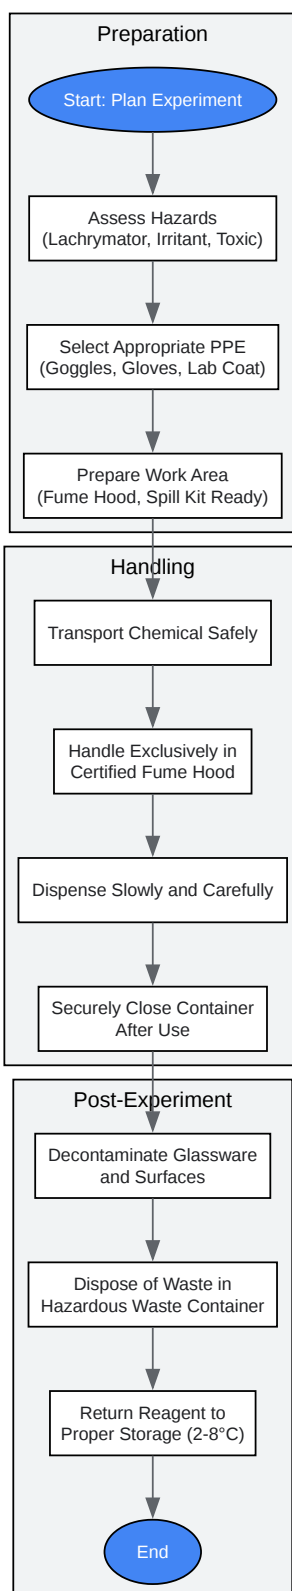 Preparation
Start: Plan Experiment
Assess Hazards
(Lachrymator, Irritant, Toxic)
Select Appropriate PPE
(Goggles, Gloves, Lab Coat)
Prepare Work Area
(Fume Hood, Spill Kit Ready)
Handling
Transport Chemical Safely
Handle Exclusively in
Certified Fume Hood
Dispense Slowly and Carefully
Securely Close Container
After Use
Post-Experiment
Decontaminate Glassware
and Surfaces
Dispose of Waste in
Hazardous Waste Container
Return Reagent to
Proper Storage (2-8°C)
End